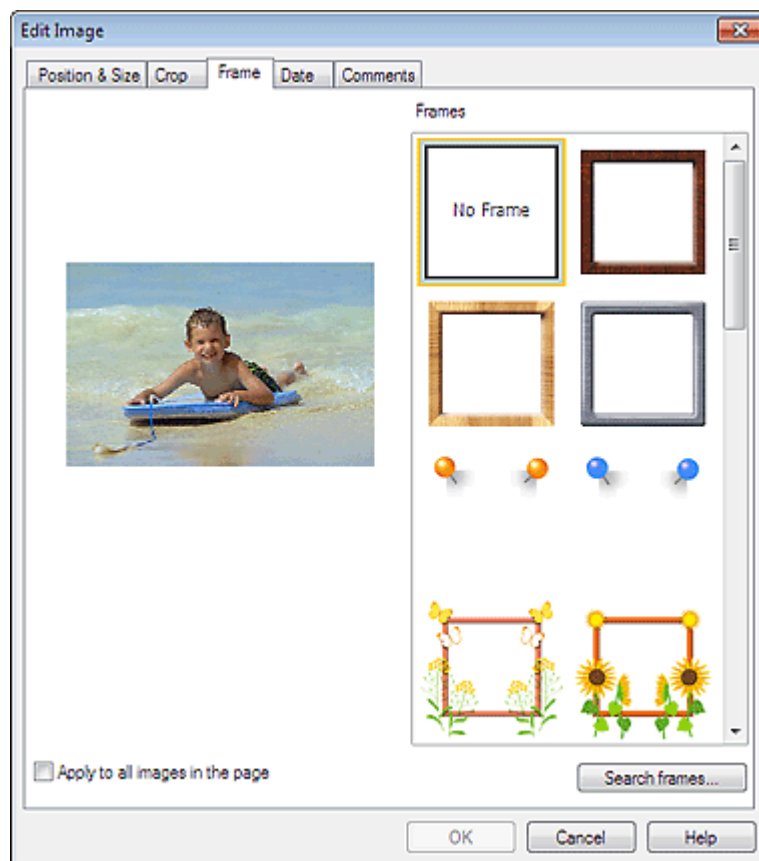 Edit Image
Position & Size Crop Frame Date Comments
Frames
No Frame
Apply to all images in the page
Search frames...
OK Cancel Help